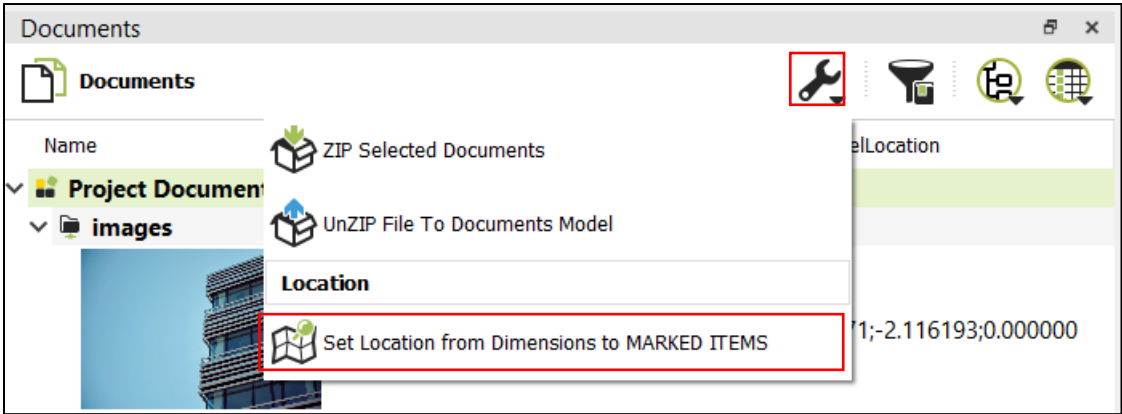 Documents
Documents
Name
elLocation
ZIP Selected Documents
Project Document
UnZIP File To Documents Model
images
Location
Set Location from Dimensions to MARKED ITEMS
71;-2.116193;0.000000